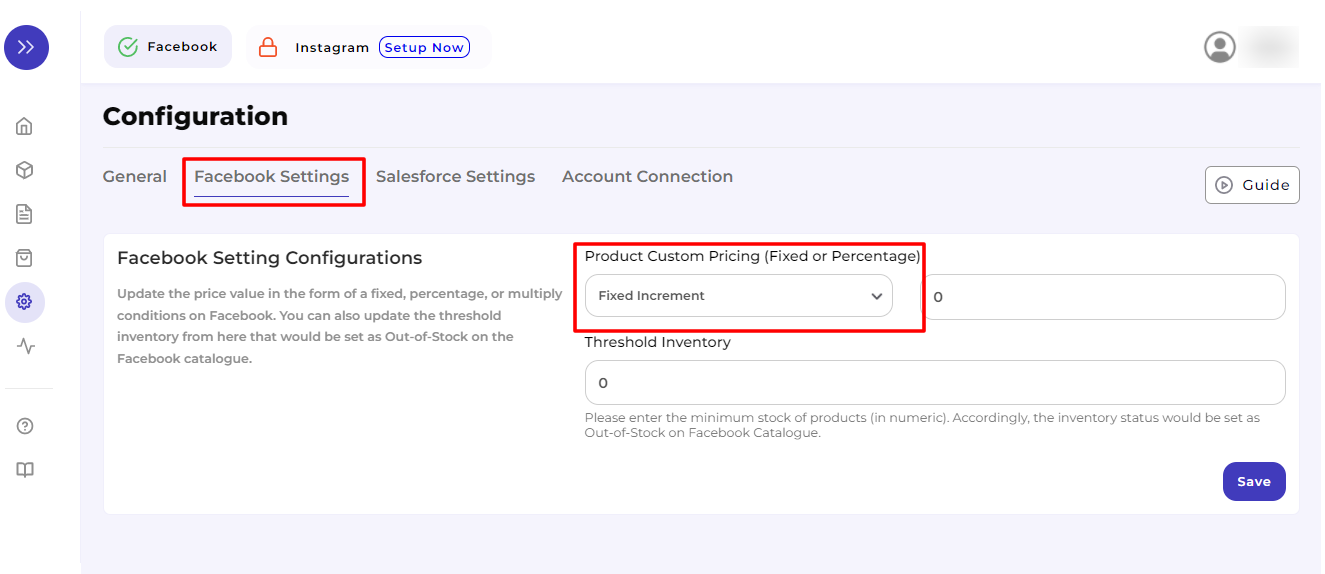 Facebook
Instagram Setup Now
Configuration
General Facebook Settings Salesforce Settings Account Connection
Guide
Facebook Setting Configurations
Update the price value in the form of a fixed, percentage, or multiply
conditions on Facebook. You can also update the threshold
inventory from here that would be set as Out-of-Stock on the
Facebook catalogue.
Product Custom Pricing (Fixed or Percentage)
Fixed Increment
0
Threshold Inventory
0
Please enter the minimum stock of products (in numeric). Accordingly, the inventory status would be set as
Out-of-Stock on Facebook Catalogue.
Save